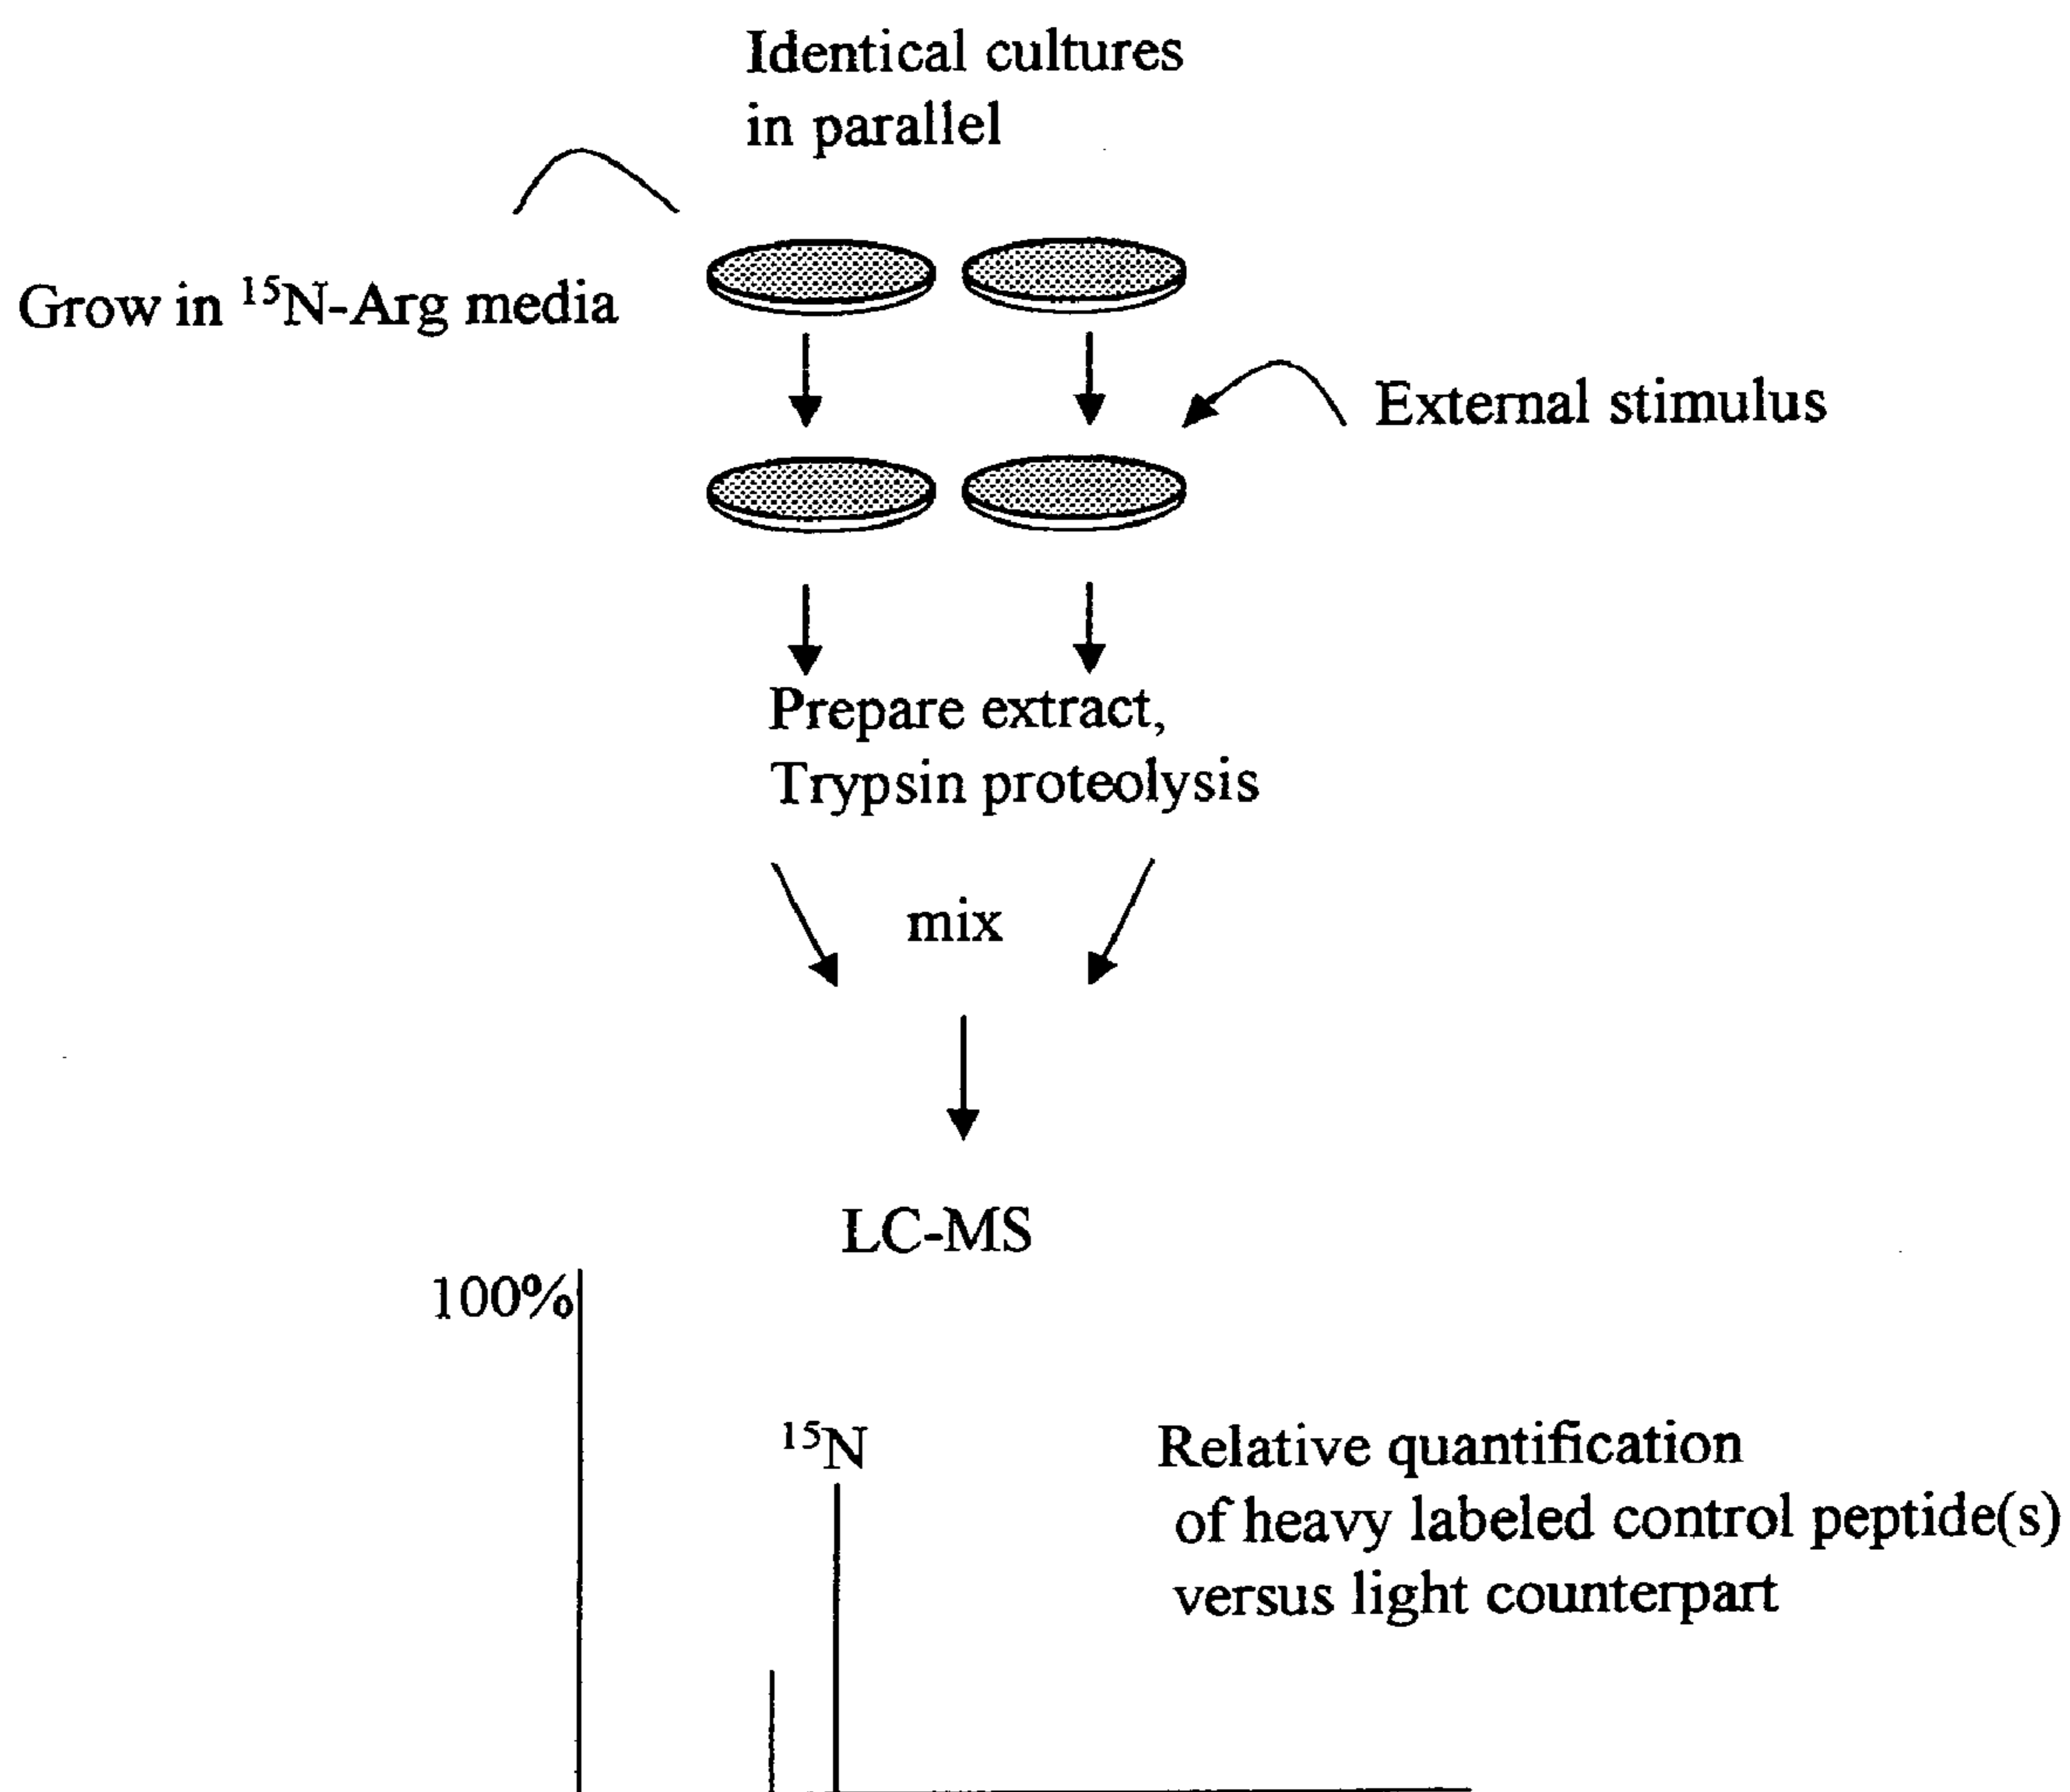 Identical cultures
in parallel
Grow in ¹⁵N-Arg media
External stimulus
Prepare extract,
Trypsin proteolysis
mix
LC-MS
100%
¹⁵N
Relative quantification
of heavy labeled control peptide(s)
versus light counterpart